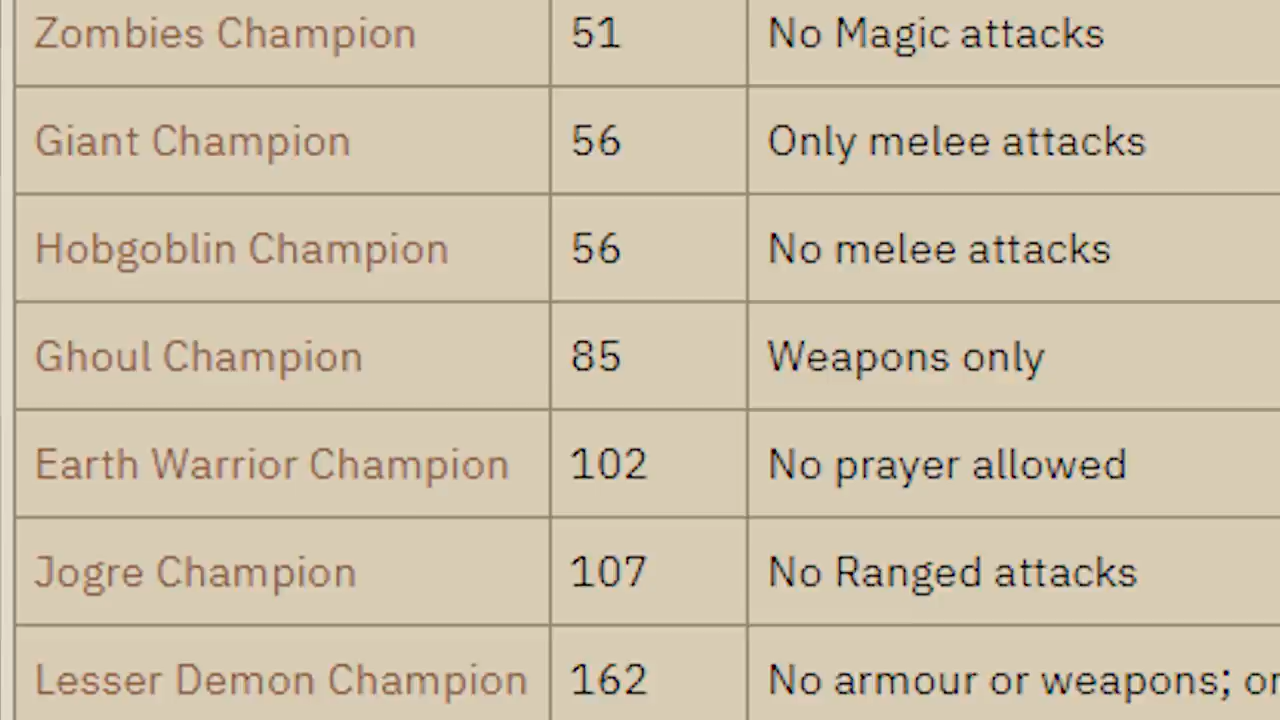 Zombies Champion 51 No Magic attacks
Giant Champion 56 Only melee attacks
Hobgoblin Champion 56 No melee attacks
Ghoul Champion 85 Weapons only
Earth Warrior Champion 102 No prayer allowed
Jogre Champion 107 No Ranged attacks
Lesser Demon Champion 162 No armour or weapons;